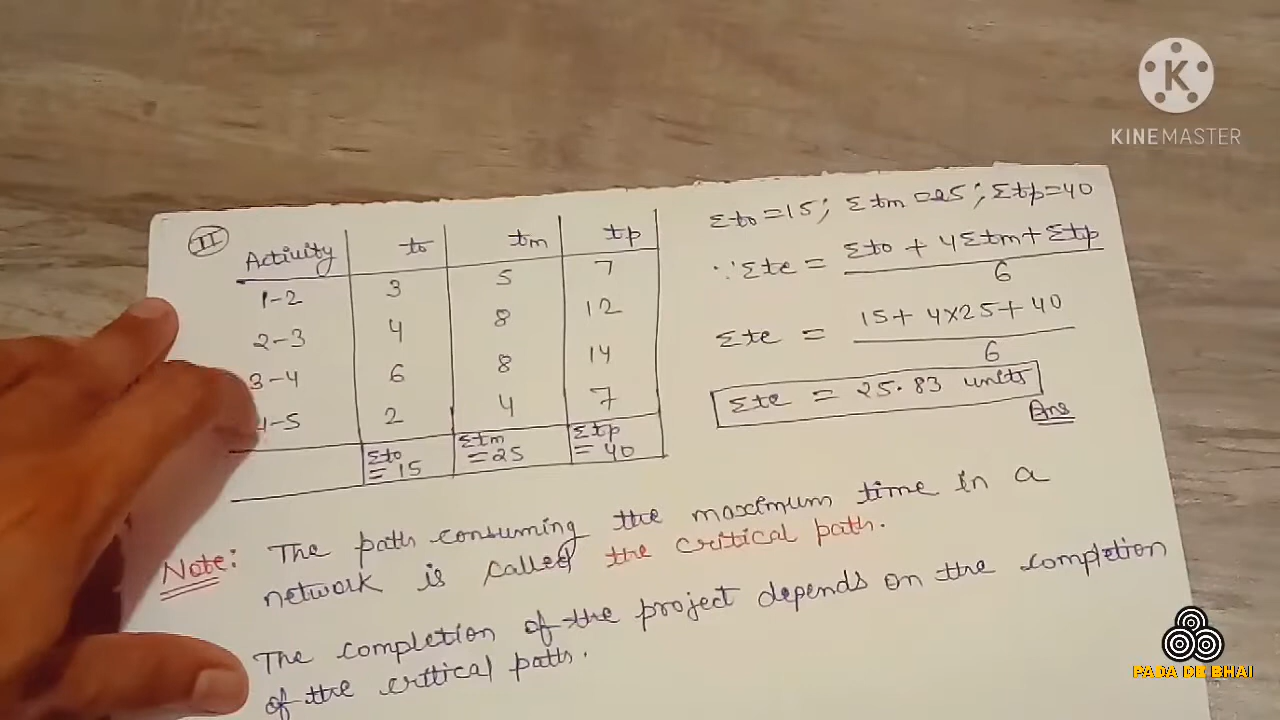 KINEMASTER
II
Activity to tm tp
1-2 3 5 7
2-3 4 8 12
3-4 6 8 14
4-5 2 4 7
Σto = 15 Σtm = 25 Σtp = 40
Σto = 15; Σtm = 25; Σtp = 40
∵ Σte = Σto + 4Σtm + Σtp / 6
Σte = 15 + 4×25 + 40 / 6
Σte = 25.83 units
Ans
Note: The path consuming the maximum time in a
network is called the critical path.
The completion of the project depends on the completion
of the critical path.
PADA DE BHAI